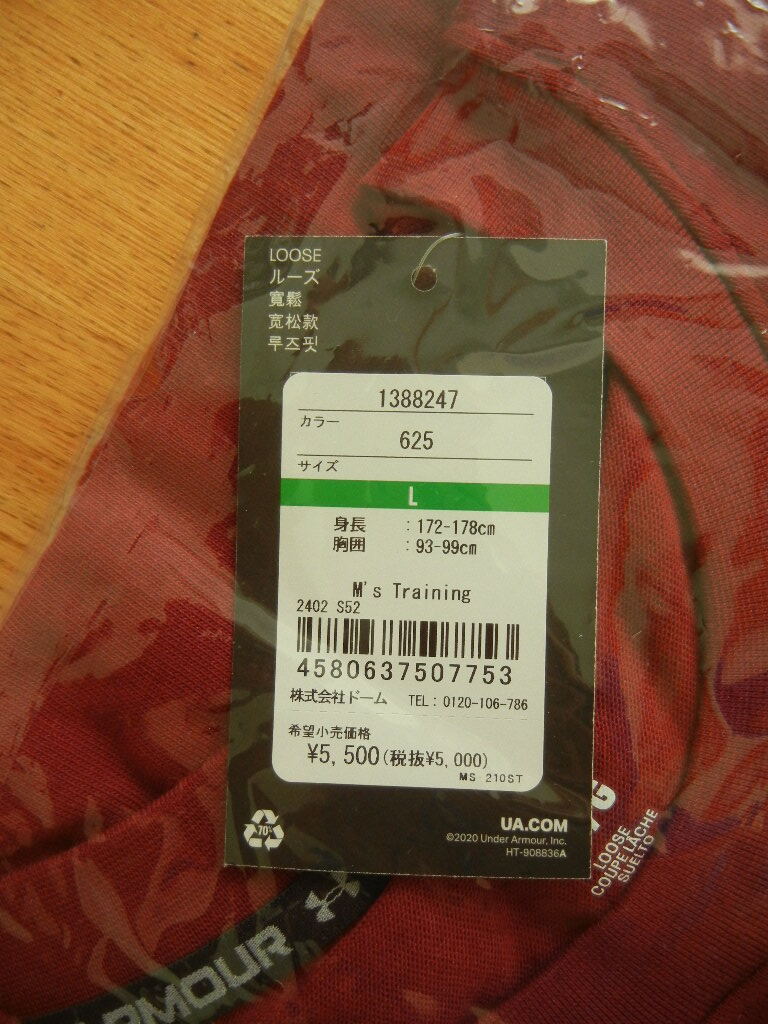 LOOSE
ルーズ
寬鬆
宽松款
루즈핏
1388247
カラー
625
サイズ
L
身長 : 172-178cm
胸囲 : 93-99cm
M's Training
2402 S52
4580637507753
株式会社ドーム TEL: 0120-106-786
希望小売価格
¥5,500(税抜¥5,000)
MS-210ST
70%
UA.COM
©2020 Under Armour, Inc.
HT-908836A
LOOSE
COUPE LÂCHE
SUELTO
ARMOUR